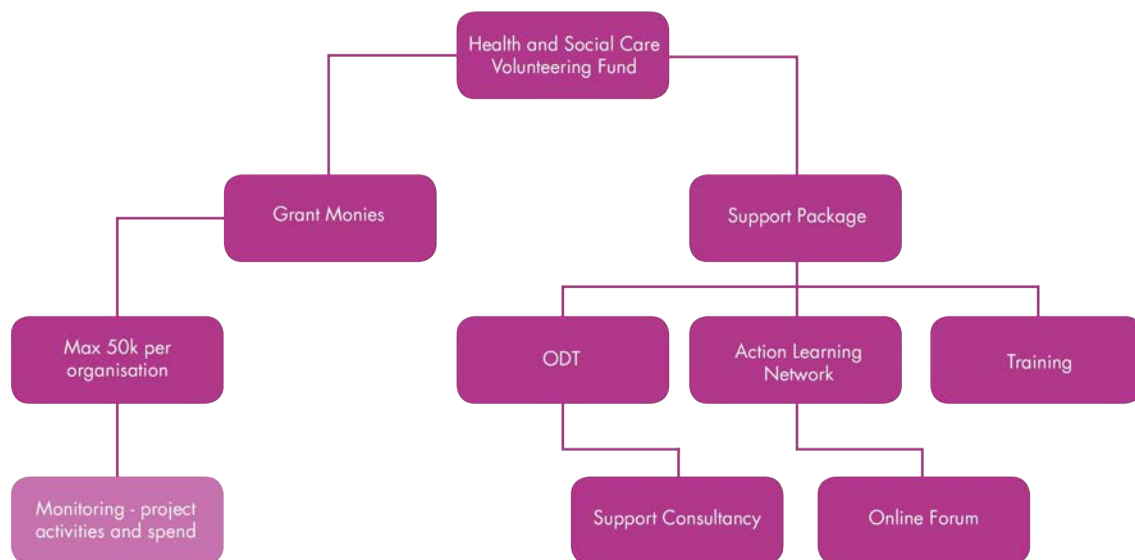 Health and Social Care
Volunteering Fund
Grant Monies
Support Package
Max 50k per
organisation
ODT
Action Learning
Network
Training
Monitoring - project
activities and spend
Support Consultancy
Online Forum